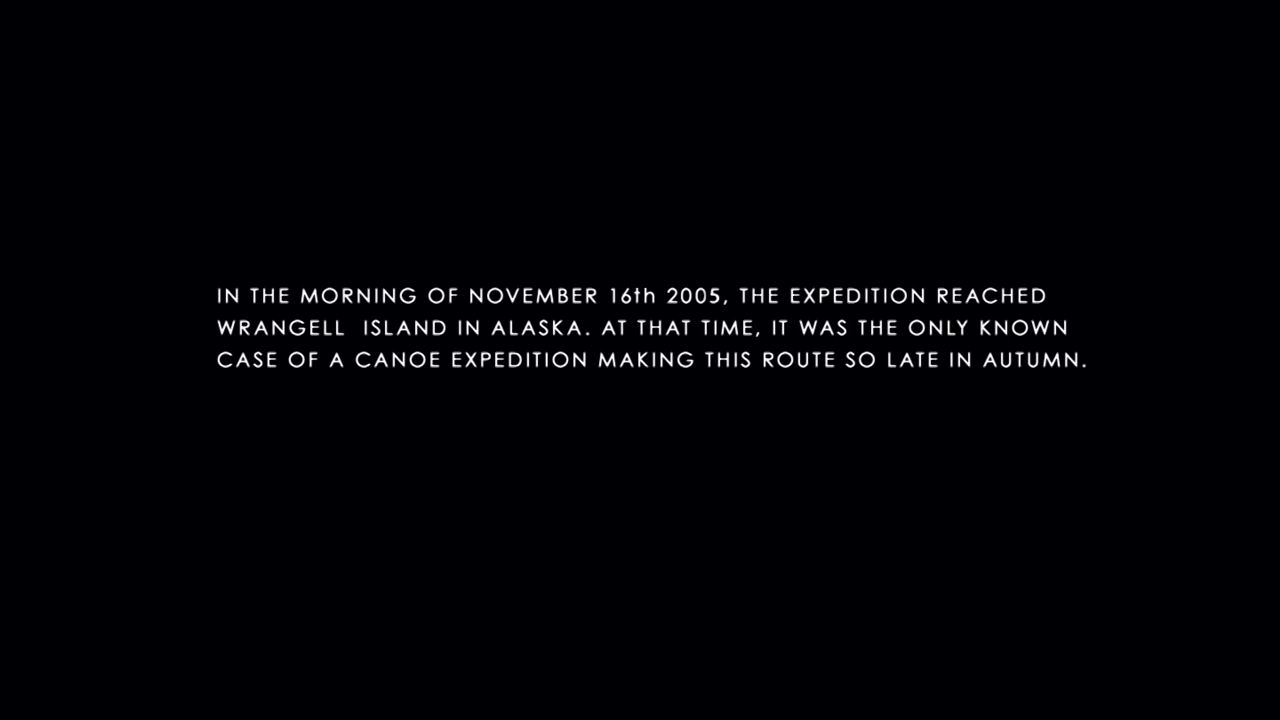 IN THE MORNING OF NOVEMBER 16th 2005, THE EXPEDITION REACHED
WRANGELL  ISLAND IN ALASKA. AT THAT TIME, IT WAS THE ONLY KNOWN
CASE OF A CANOE EXPEDITION MAKING THIS ROUTE SO LATE IN AUTUMN.